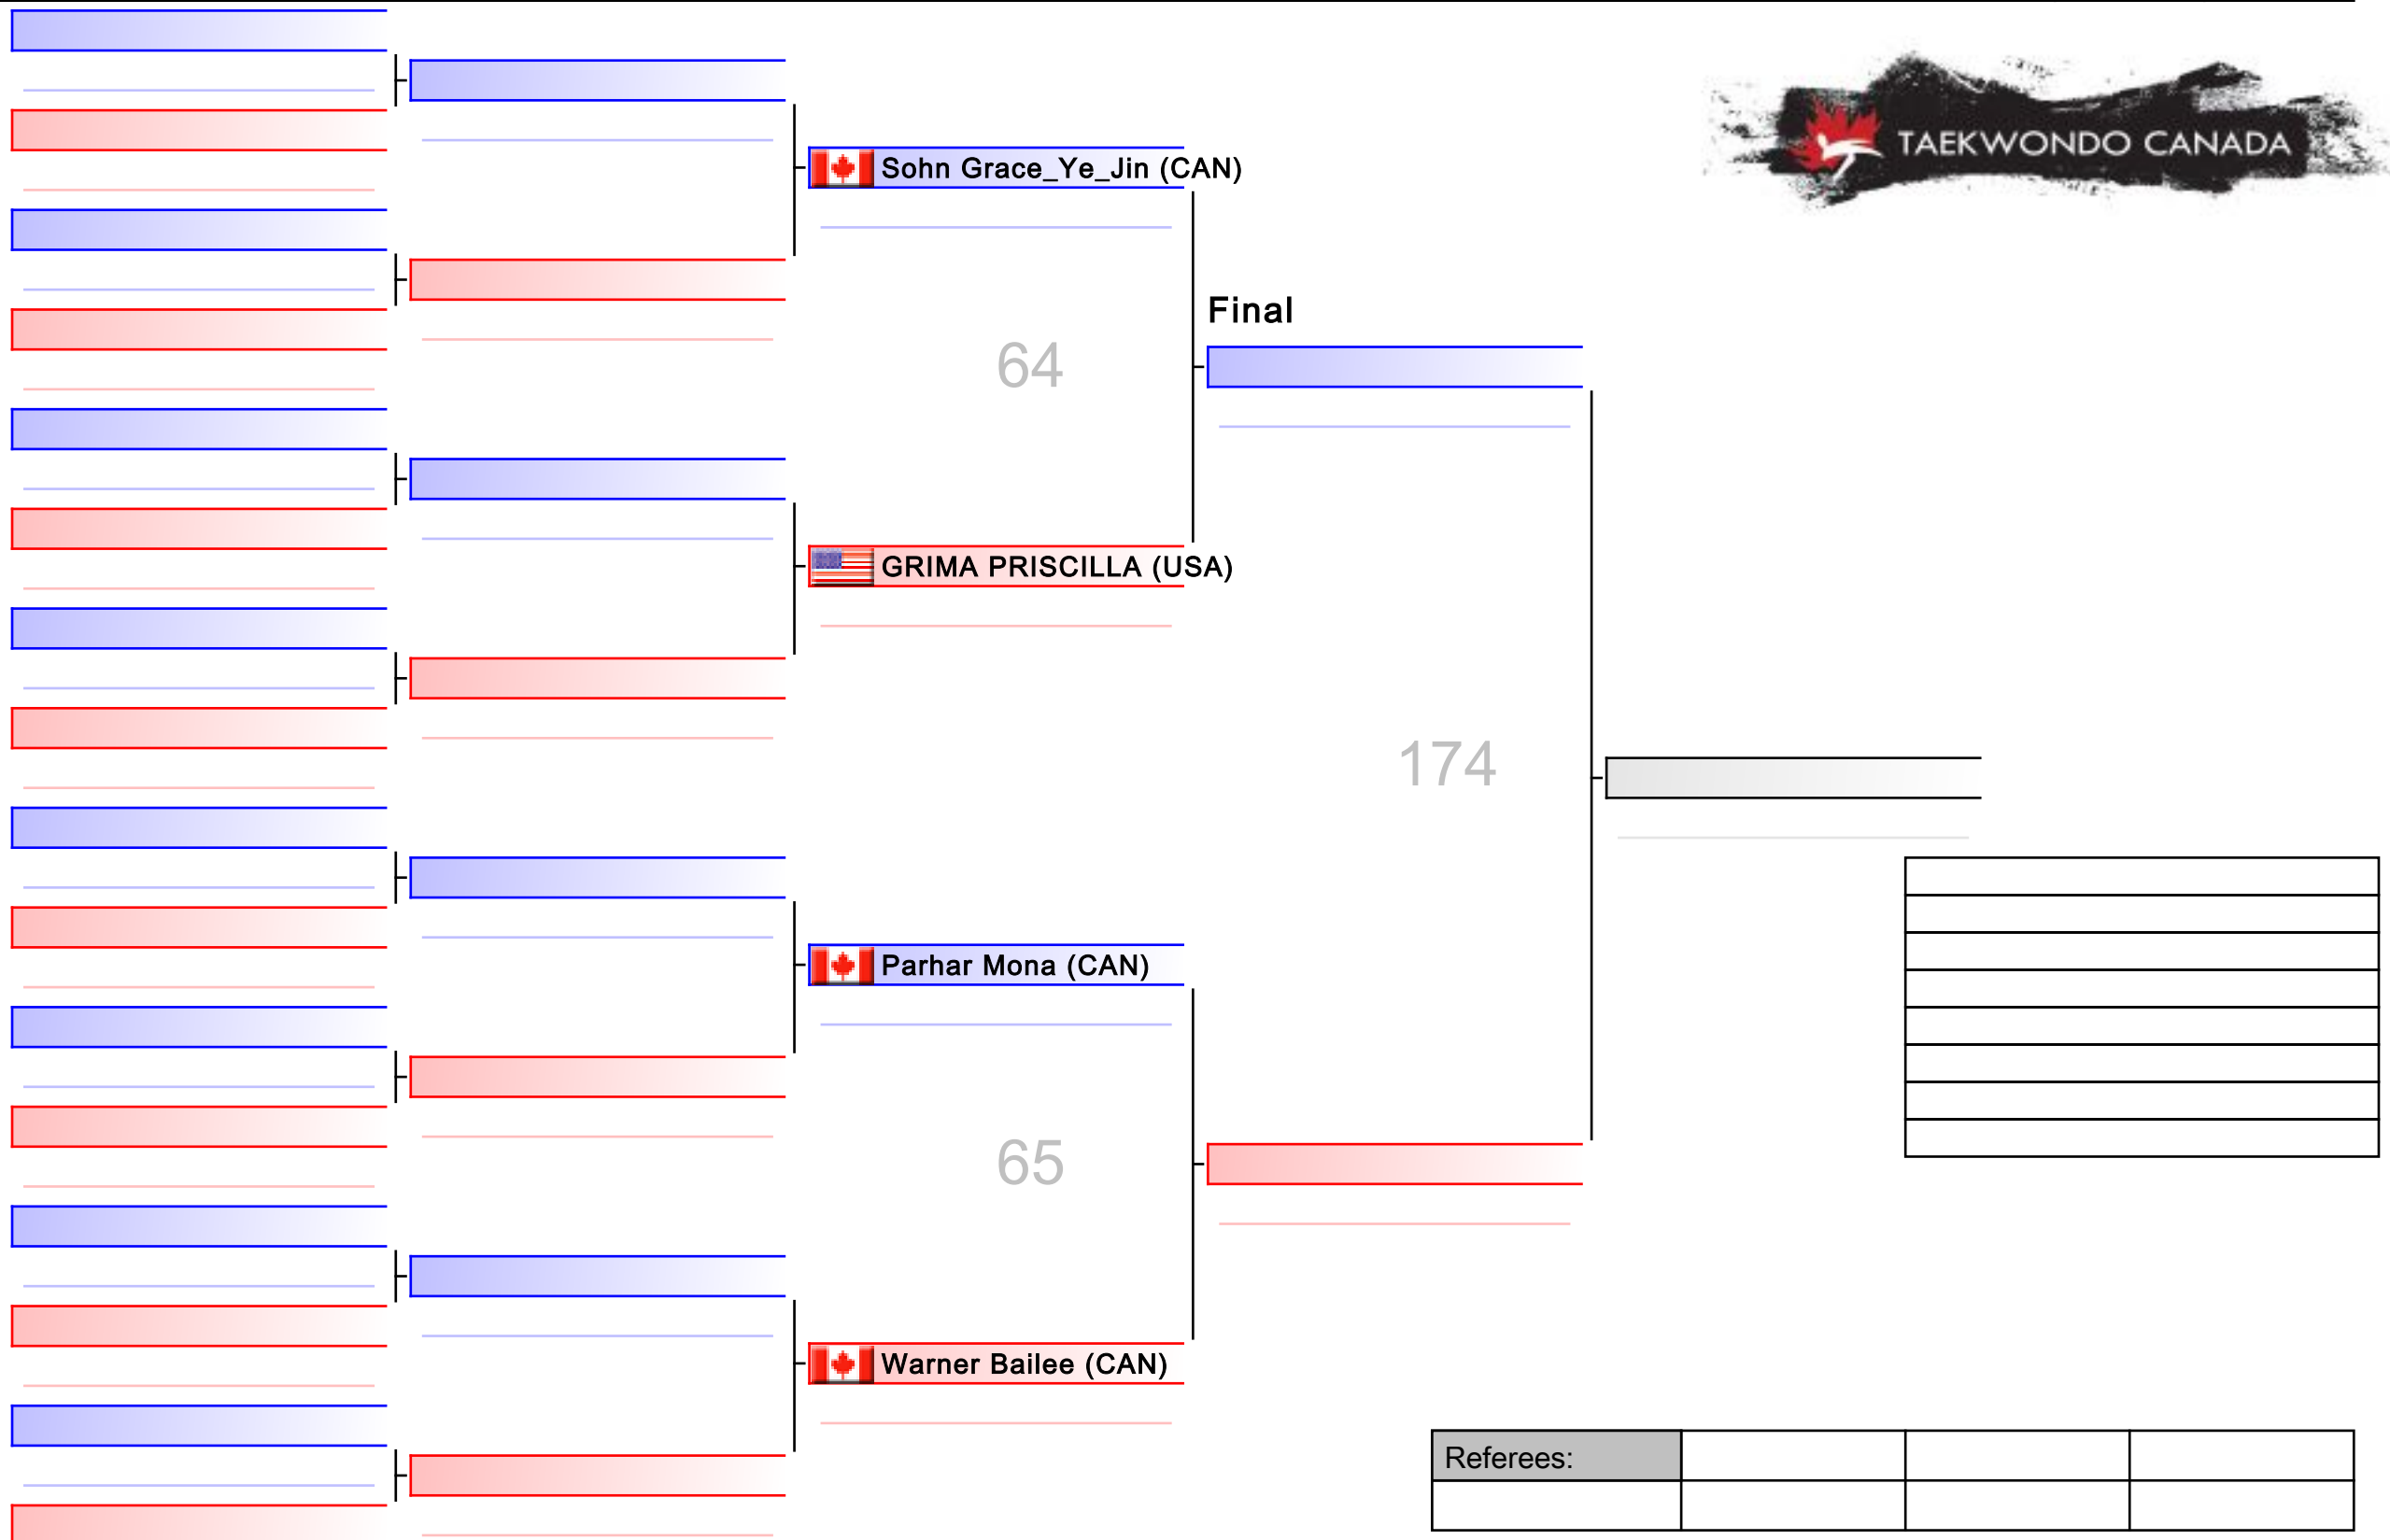 TAEKWONDO CANADA
Sohn Grace_Ye_Jin (CAN)
Final
64
GRIMA PRISCILLA (USA)
174
Parhar Mona (CAN)
65
Warner Bailee (CAN)
Referees: